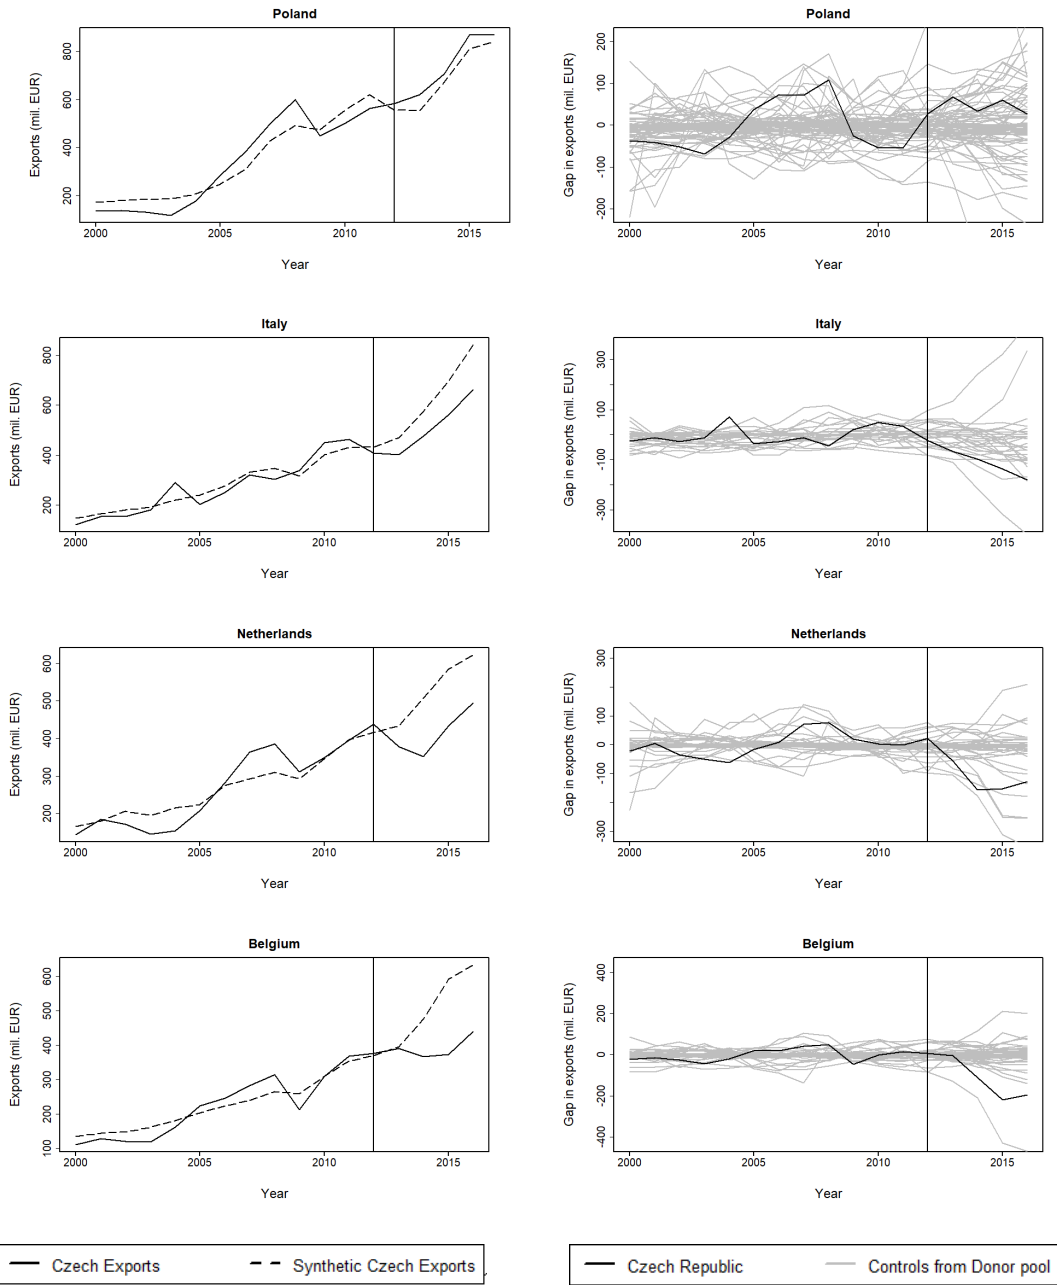 Poland
Exports (mil. EUR)
200 400 600 800
2000 2005 2010 2015
Year
Poland
Gap in exports (mil. EUR)
-200 -100 0 100 200
2000 2005 2010 2015
Year
Italy
Exports (mil. EUR)
200 400 600 800
2000 2005 2010 2015
Year
Italy
Gap in exports (mil. EUR)
-300 -100 100 300
2000 2005 2010 2015
Year
Netherlands
Exports (mil. EUR)
200 300 400 500 600
2000 2005 2010 2015
Year
Netherlands
Gap in exports (mil. EUR)
-300 -100 0 100 300
2000 2005 2010 2015
Year
Belgium
Exports (mil. EUR)
100 200 300 400 500 600
2000 2005 2010 2015
Year
Belgium
Gap in exports (mil. EUR)
-400 -200 0 200 400
2000 2005 2010 2015
Year
Czech Exports Synthetic Czech Exports
Czech Republic Controls from Donor pool